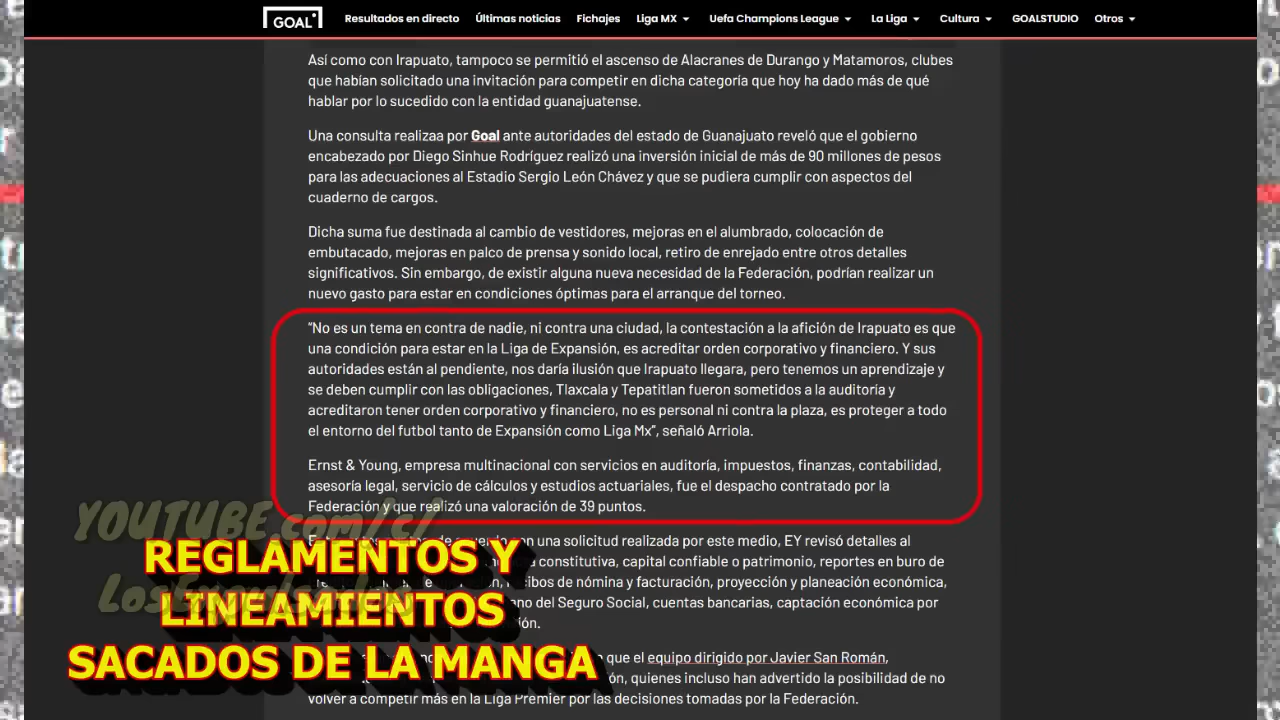 GOAL
Resultados en directo Últimas noticias Fichajes Liga MX Uefa Champions League La Liga Cultura GOALSTUDIO Otros
Así como con Irapuato, tampoco se permitió el ascenso de Alacranes de Durango y Matamoros, clubes
que habían solicitado una invitación para competir en dicha categoría que hoy ha dado más de qué
hablar por lo sucedido con la entidad guanajuatense.
Una consulta realizaa por Goal ante autoridades del estado de Guanajuato reveló que el gobierno
encabezado por Diego Sinhue Rodríguez realizó una inversión inicial de más de 90 millones de pesos
para las adecuaciones al Estadio Sergio León Chávez y que se pudiera cumplir con aspectos del
cuaderno de cargos.
Dicha suma fue destinada al cambio de vestidores, mejoras en el alumbrado, colocación de
embutacado, mejoras en palco de prensa y sonido local, retiro de enrejado entre otros detalles
significativos. Sin embargo, de existir alguna nueva necesidad de la Federación, podrían realizar un
nuevo gasto para estar en condiciones óptimas para el arranque del torneo.
"No es un tema en contra de nadie, ni contra una ciudad, la contestación a la afición de Irapuato es que
una condición para estar en la Liga de Expansión, es acreditar orden corporativo y financiero. Y sus
autoridades están al pendiente, nos daría ilusión que Irapuato llegara, pero tenemos un aprendizaje y
se deben cumplir con las obligaciones, Tlaxcala y Tepatitlan fueron sometidos a la auditoría y
acreditaron tener orden corporativo y financiero, no es personal ni contra la plaza, es proteger a todo
el entorno del futbol tanto de Expansión como Liga Mx", señaló Arriola.
Ernst & Young, empresa multinacional con servicios en auditoría, impuestos, finanzas, contabilidad,
asesoría legal, servicio de cálculos y estudios actuariales, fue el despacho contratado por la
Federación y que realizó una valoración de 39 puntos.
YOUTUBE.com/c/
con una solicitud realizada por este medio, EY revisó detalles al
constitutiva, capital confiable o patrimonio, reportes en buro de
recibos de nómina y facturación, proyección y planeación económica,
del Seguro Social, cuentas bancarias, captación económica por
que el equipo dirigido por Javier San Román,
quienes incluso han advertido la posibilidad de no
volver a competir más en la Liga Premier por las decisiones tomadas por la Federación.
REGLAMENTOS Y
LINEAMIENTOS
SACADOS DE LA MANGA